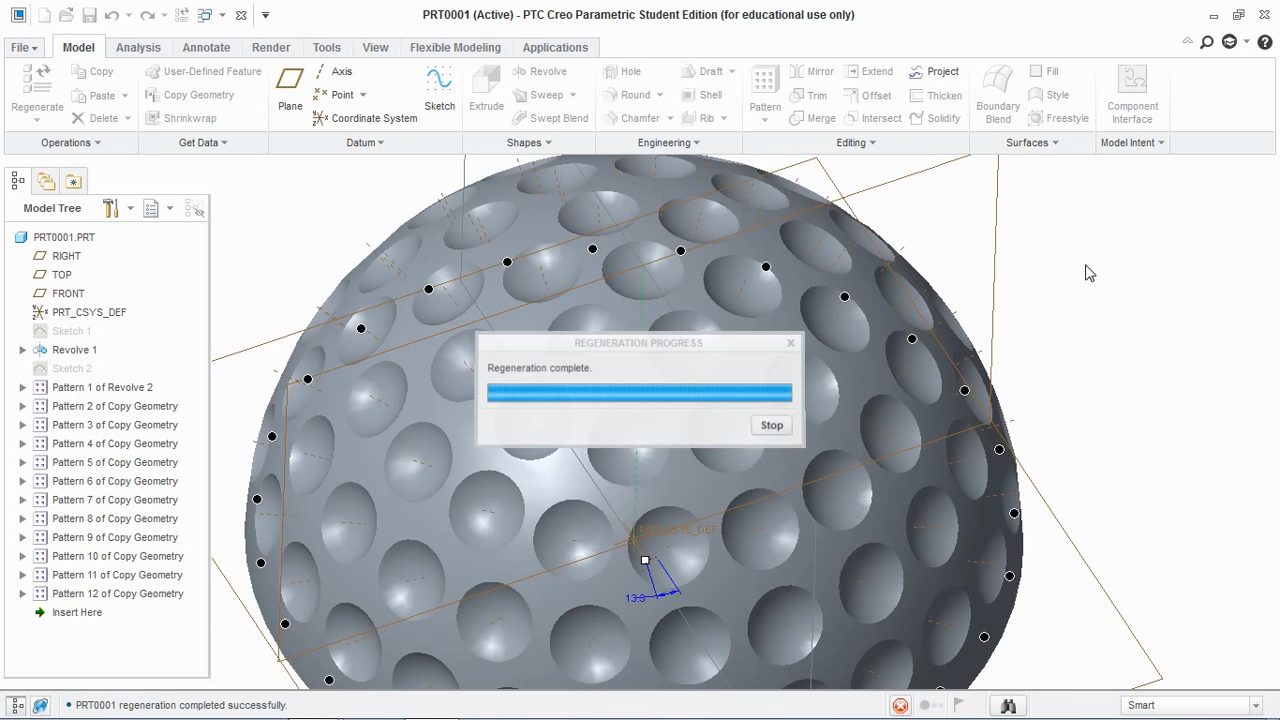 PRT0001 (Active) - PTC Creo Parametric Student Edition (for educational use only)
File Model Analysis Annotate Render Tools View Flexible Modeling Applications
Regenerate Copy Paste Delete
User-Defined Feature Copy Geometry Shrinkwrap
Plane Axis Point Coordinate System Sketch
Extrude Revolve Sweep Swept Blend
Hole Round Chamfer Draft Shell Rib
Pattern Mirror Trim Merge Extend Offset Intersect Project Thicken Solidify
Boundary Blend Fill Style Freestyle
Component Interface
Operations Get Data Datum Shapes Engineering Editing Surfaces Model Intent
Model Tree
PRT0001.PRT
RIGHT
TOP
FRONT
PRT_CSYS_DEF
Sketch 1
Revolve 1
Sketch 2
Pattern 1 of Revolve 2
Pattern 2 of Copy Geometry
Pattern 3 of Copy Geometry
Pattern 4 of Copy Geometry
Pattern 5 of Copy Geometry
Pattern 6 of Copy Geometry
Pattern 7 of Copy Geometry
Pattern 8 of Copy Geometry
Pattern 9 of Copy Geometry
Pattern 10 of Copy Geometry
Pattern 11 of Copy Geometry
Pattern 12 of Copy Geometry
Insert Here
REGENERATION PROGRESS
Regeneration complete.
Stop
PRT_CSYS_DEF
13.3
• PRT0001 regeneration completed successfully.
Smart